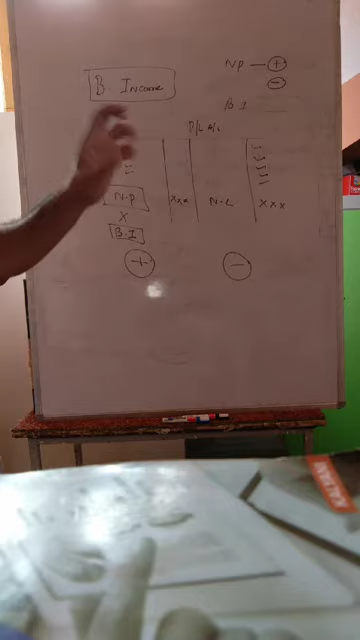 B. Income
NP — +
−
B.I
P/L A/c
N.P xxx N.L xxx
X
B.I
+ −